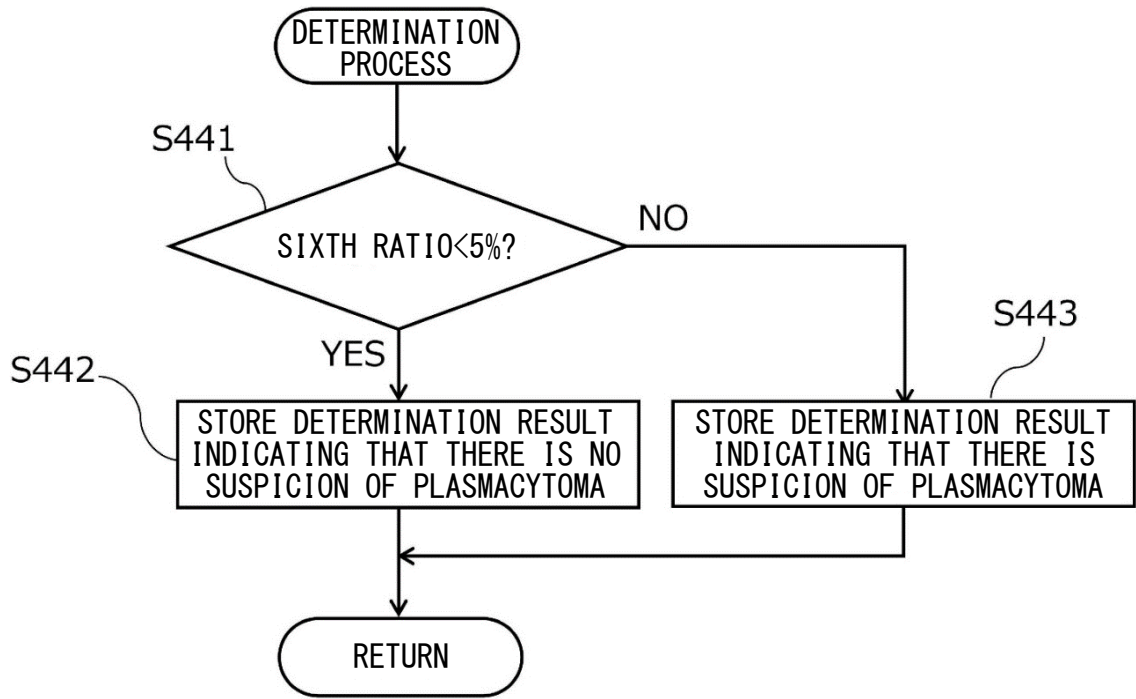 DETERMINATION
PROCESS
S441
SIXTH RATIO<5%?
NO
YES
S442
STORE DETERMINATION RESULT
INDICATING THAT THERE IS NO
SUSPICION OF PLASMACYTOMA
S443
STORE DETERMINATION RESULT
INDICATING THAT THERE IS
SUSPICION OF PLASMACYTOMA
RETURN